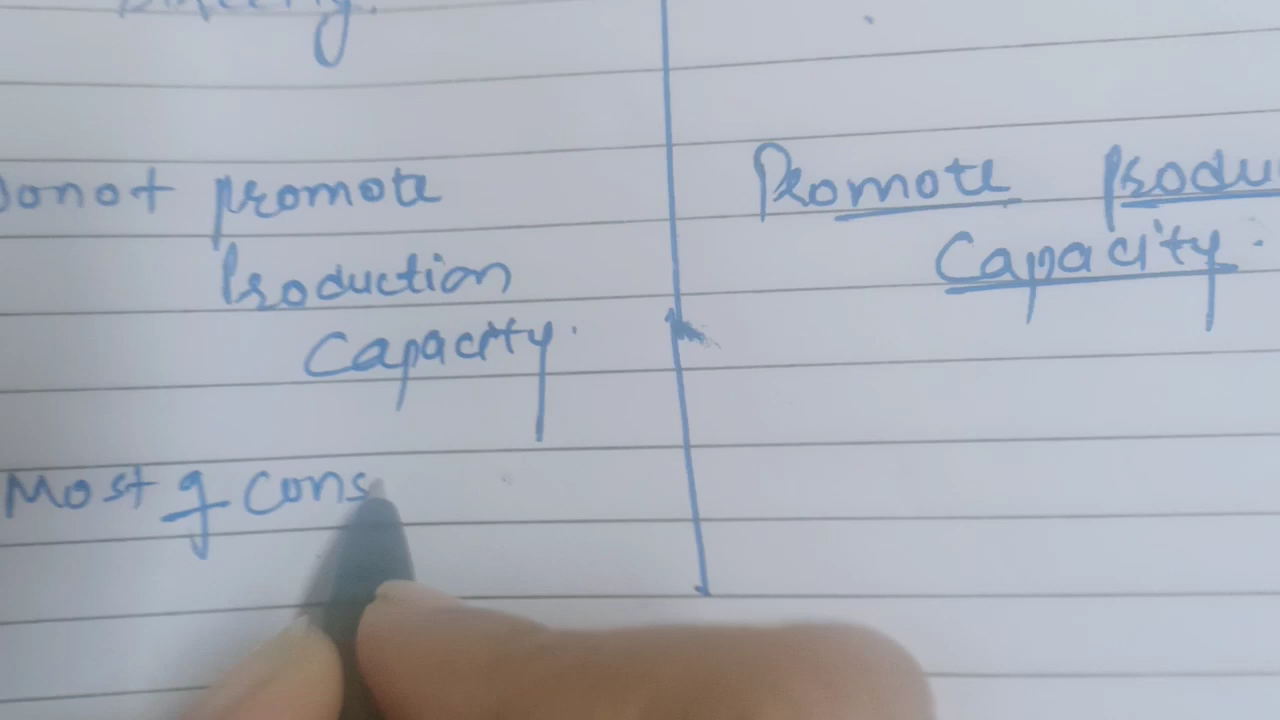 Donot promote
Production
Capacity.
Most of cons
Promote produ
Capacity.